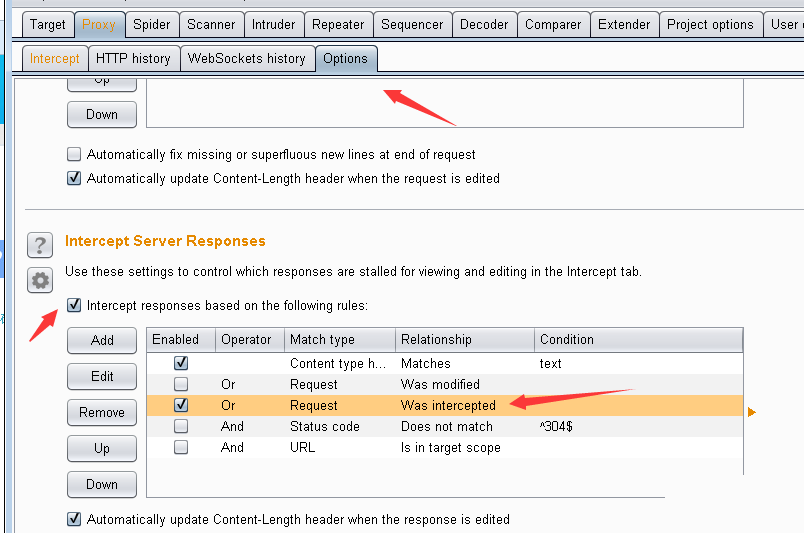 Target Proxy Spider Scanner Intruder Repeater Sequencer Decoder Comparer Extender Project options User
Intercept HTTP history WebSockets history Options
Up
Down
Automatically fix missing or superfluous new lines at end of request
Automatically update Content-Length header when the request is edited
? Intercept Server Responses
Use these settings to control which responses are stalled for viewing and editing in the Intercept tab.
Intercept responses based on the following rules:
Add
Edit
Remove
Up
Down
Enabled Operator Match type Relationship Condition
Content type h... Matches text
Or Request Was modified
Or Request Was intercepted
And Status code Does not match ^304$
And URL Is in target scope
Automatically update Content-Length header when the response is edited